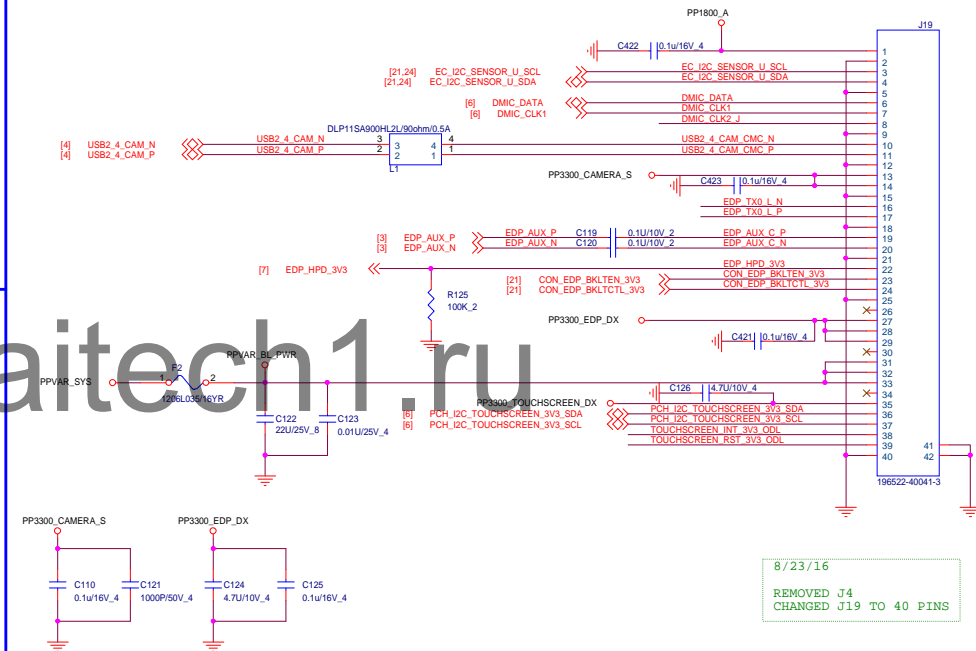 PP1800_A
J19
C422 0.1u/16V_4
1
2
[21,24] EC_I2C_SENSOR_U_SCL EC_I2C_SENSOR_U_SCL 3
[21,24] EC_I2C_SENSOR_U_SDA EC_I2C_SENSOR_U_SDA 4
5
[6] DMIC_DATA DMIC_DATA 6
[6] DMIC_CLK1 DMIC_CLK1 7
DMIC_CLK2_J 8
DLP11SA900HL2L/90ohm/0.5A
9
[4] USB2_4_CAM_N USB2_4_CAM_N 3 3 4 4 USB2_4_CAM_CMC_N 10
[4] USB2_4_CAM_P USB2_4_CAM_P 2 2 1 1 USB2_4_CAM_CMC_P 11
L1
12
PP3300_CAMERA_S 13
C423 0.1u/16V_4 14
15
EDP_TX0_L_N 16
EDP_TX0_L_P 17
18
[3] EDP_AUX_P EDP_AUX_P C119 0.1U/10V_2 EDP_AUX_C_P 19
[3] EDP_AUX_N EDP_AUX_N C120 0.1U/10V_2 EDP_AUX_C_N 20
21
[7] EDP_HPD_3V3 EDP_HPD_3V3 22
[21] CON_EDP_BKLTEN_3V3 CON_EDP_BKLTEN_3V3 23
[21] CON_EDP_BKLTCTL_3V3 CON_EDP_BKLTCTL_3V3 24
R125
100K_2
25
26
PP3300_EDP_DX 27
28
C421 0.1u/16V_4 29
30
31
32
aitech1.ru
PPVAR_BL_PWR
F2
PPVAR_SYS 1 2 33
1206L035/16YR
C126 4.7U/10V_4 34
PP3300_TOUCHSCREEN_DX 35
[6] PCH_I2C_TOUCHSCREEN_3V3_SDA PCH_I2C_TOUCHSCREEN_3V3_SDA 36
[6] PCH_I2C_TOUCHSCREEN_3V3_SCL PCH_I2C_TOUCHSCREEN_3V3_SCL 37
C122
22U/25V_8
C123
0.01U/25V_4
TOUCHSCREEN_INT_3V3_ODL 38
TOUCHSCREEN_RST_3V3_ODL 39 41
40 42
196522-40041-3
PP3300_CAMERA_S
C110
0.1u/16V_4
C121
1000P/50V_4
PP3300_EDP_DX
C124
4.7U/10V_4
C125
0.1u/16V_4
8/23/16
REMOVED J4
CHANGED J19 TO 40 PINS